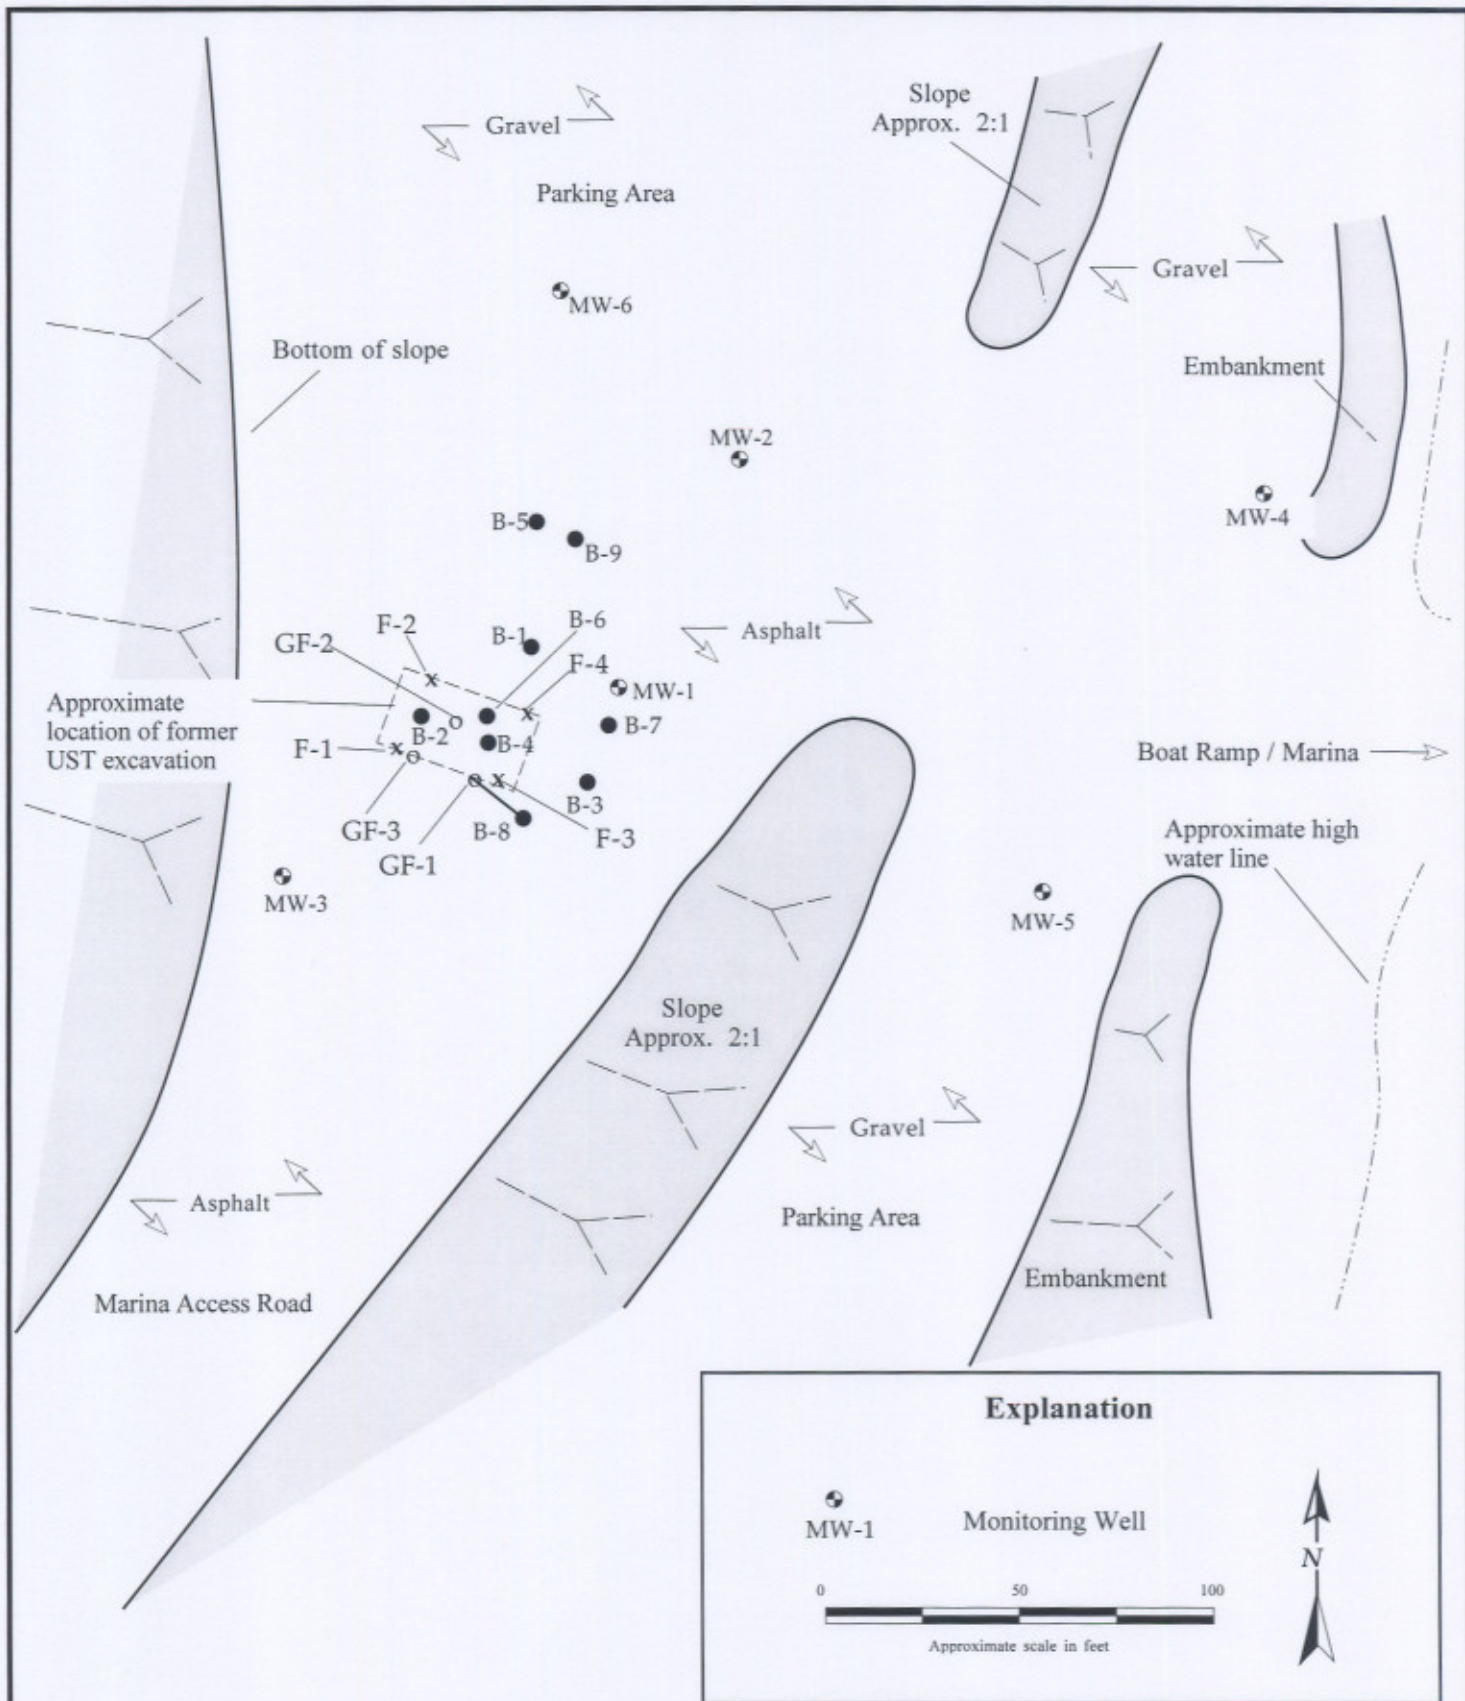 Slope
Approx. 2:1
Gravel
Parking Area
Gravel
MW-6
Bottom of slope
Embankment
MW-2
MW-4
B-5
B-9
F-2
B-6
B-1
Asphalt
GF-2
F-4
MW-1
Approximate
location of former
UST excavation
B-7
B-2
B-4
F-1
Boat Ramp / Marina
B-3
GF-3
B-8
F-3
GF-1
Approximate high
water line
MW-3
MW-5
Slope
Approx. 2:1
Gravel
Asphalt
Parking Area
Embankment
Marina Access Road
Explanation
MW-1
Monitoring Well
N
0 50 100
Approximate scale in feet